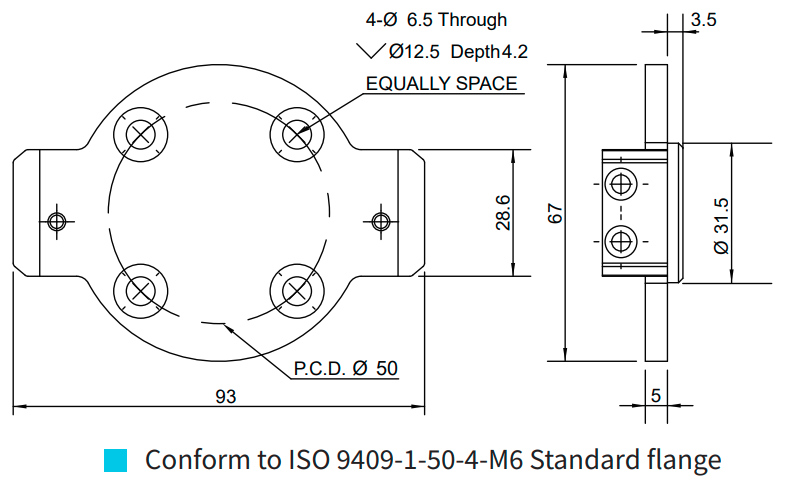 4-Ø 6.5 Through
3.5
Ø12.5 Depth4.2
EQUALLY SPACE
28.6
67
Ø 31.5
P.C.D. Ø 50
93
5
Conform to ISO 9409-1-50-4-M6 Standard flange